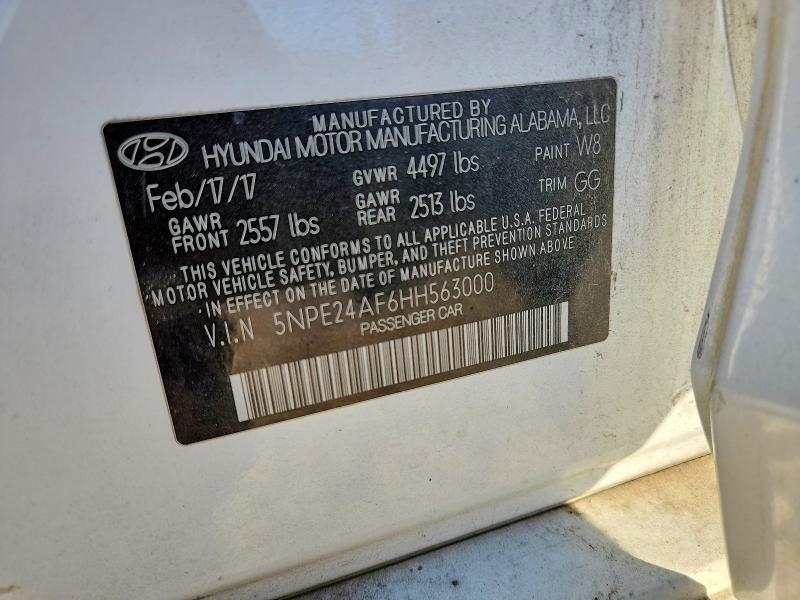 MANUFACTURED BY
HYUNDAI MOTOR MANUFACTURING ALABAMA, LLC
Feb/17/17 GVWR 4497 lbs PAINT W8
GAWR FRONT 2557 lbs GAWR REAR 2513 lbs TRIM GG
THIS VEHICLE CONFORMS TO ALL APPLICABLE U.S.A. FEDERAL
MOTOR VEHICLE SAFETY, BUMPER, AND THEFT PREVENTION STANDARDS
IN EFFECT ON THE DATE OF MANUFACTURE SHOWN ABOVE.
V.I.N 5NPE24AF6HH563000
PASSENGER CAR